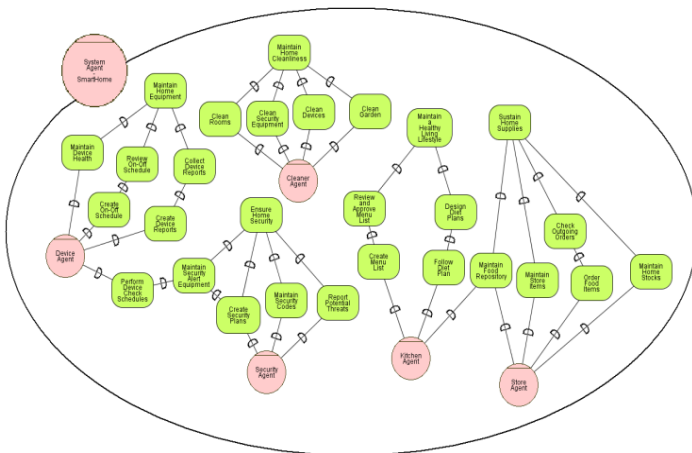 System
Agent
-
SmartHome
Maintain
Home
Equipment
Maintain
Device
Health
Review
On-Off
Schedule
Collect
Device
Reports
Create
On-Off
Schedule
Create
Device
Reports
Device
Agent
Perform
Device
Check
Schedules
Maintain
Home
Cleanliness
Clean
Rooms
Clean
Security
Equipment
Clean
Devices
Clean
Garden
Cleaner
Agent
Ensure
Home
Security
Maintain
Security
Alert
Equipment
Create
Security
Plans
Maintain
Security
Codes
Report
Potential
Threats
Security
Agent
Maintain
a
Healthy
Living
Lifestyle
Review
and
Approve
Menu
List
Design
Diet
Plans
Create
Menu
List
Follow
Diet
Plan
Kitchen
Agent
Sustain
Home
Supplies
Maintain
Food
Repository
Maintain
Store
Items
Check
Outgoing
Orders
Order
Food
Items
Maintain
Home
Stocks
Store
Agent